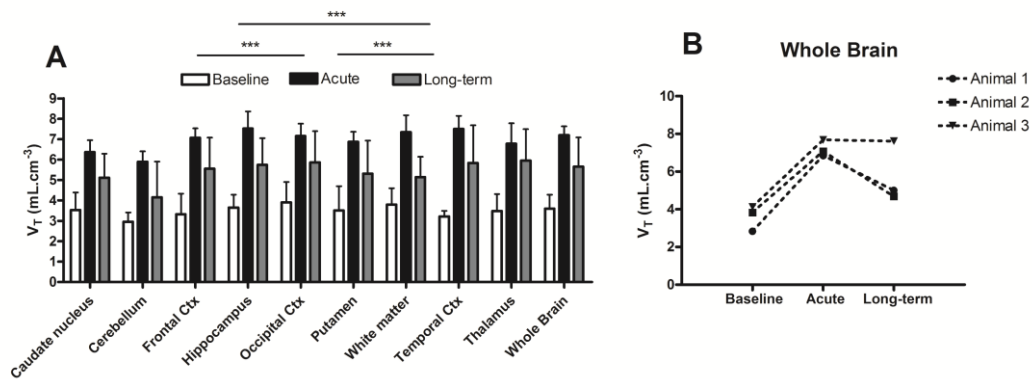 ***
***
***
A
Baseline
Acute
Long-term
V_T (mL.cm⁻³)
9
8
7
6
5
4
3
2
1
0
Caudate nucleus
Cerebellum
Frontal Ctx
Hippocampus
Occipital Ctx
Putamen
White matter
Temporal Ctx
Thalamus
Whole Brain
B
Whole Brain
Animal 1
Animal 2
Animal 3
V_T (mL.cm⁻³)
10
8
6
4
2
0
Baseline
Acute
Long-term